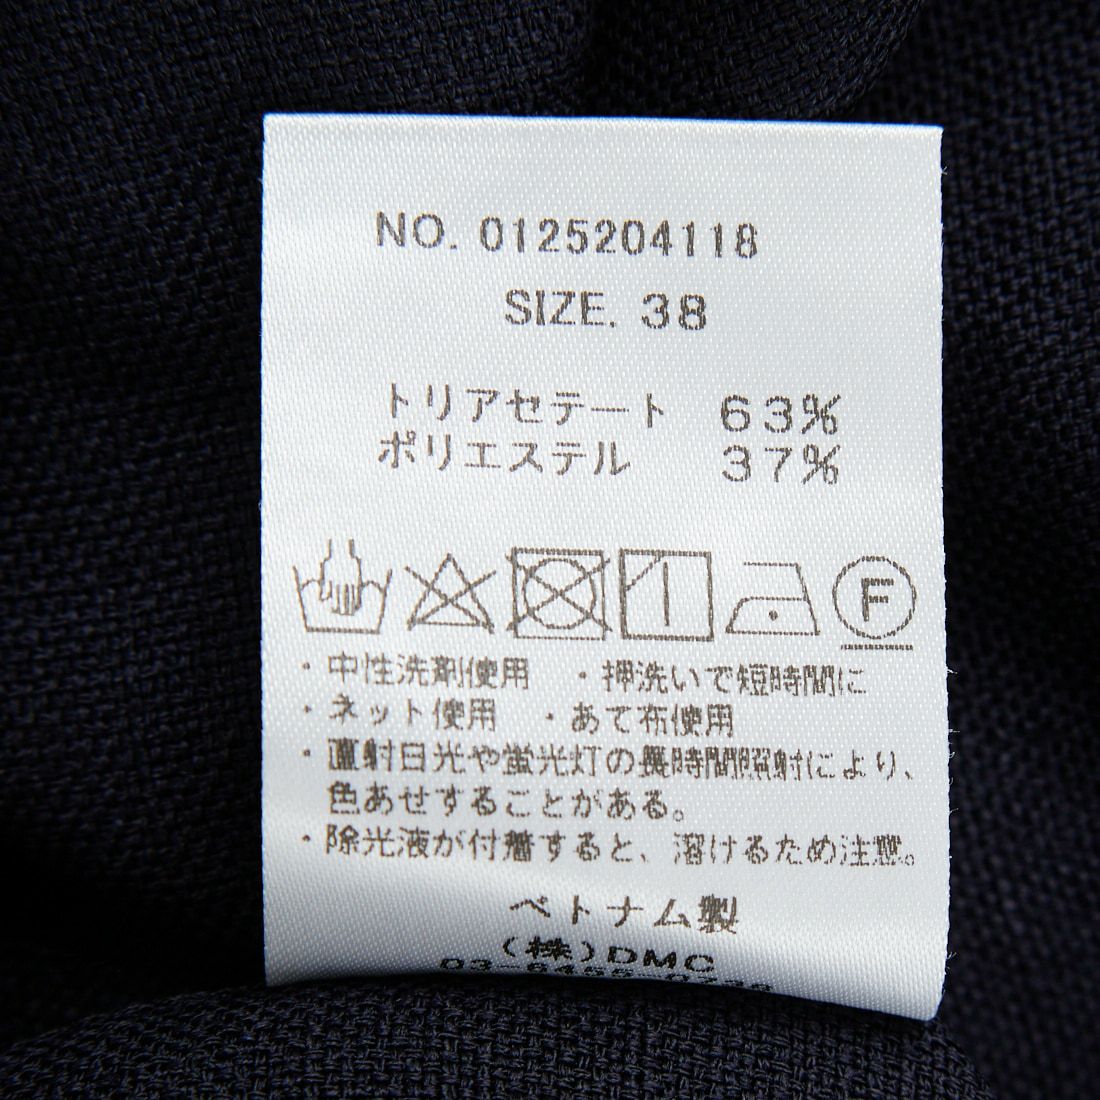 NO. 0125204118
SIZE. 38
トリアセテート 63%
ポリエステル 37%
F
・中性洗剤使用 ・押洗いで短時間に
・ネット使用 ・あて布使用
・直射日光や蛍光灯の長時間照射により、
色あせすることがある。
・除光液が付着すると、溶けるため注意。
ベトナム製
(株)DMC